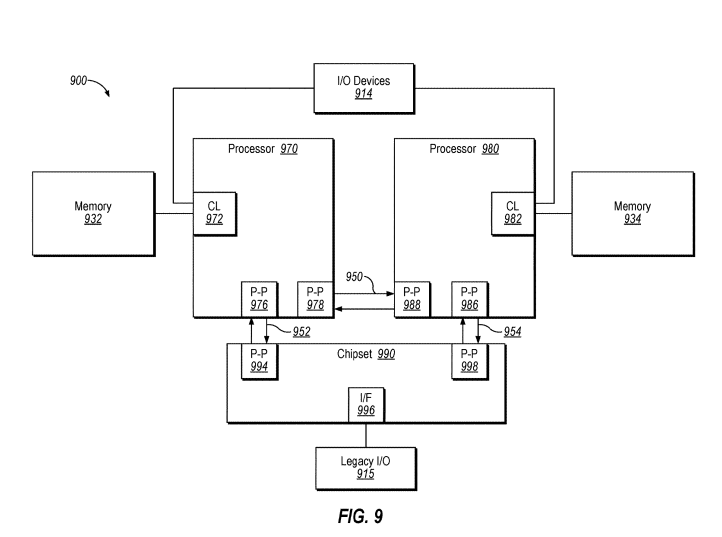 I/O Devices
914
900
Processor 970
Processor 980
Memory
932
CL
972
CL
982
Memory
934
950
P-P
976
P-P
978
P-P
988
P-P
986
952
954
P-P
994
Chipset 990
P-P
998
I/F
996
Legacy I/O
915
FIG. 9